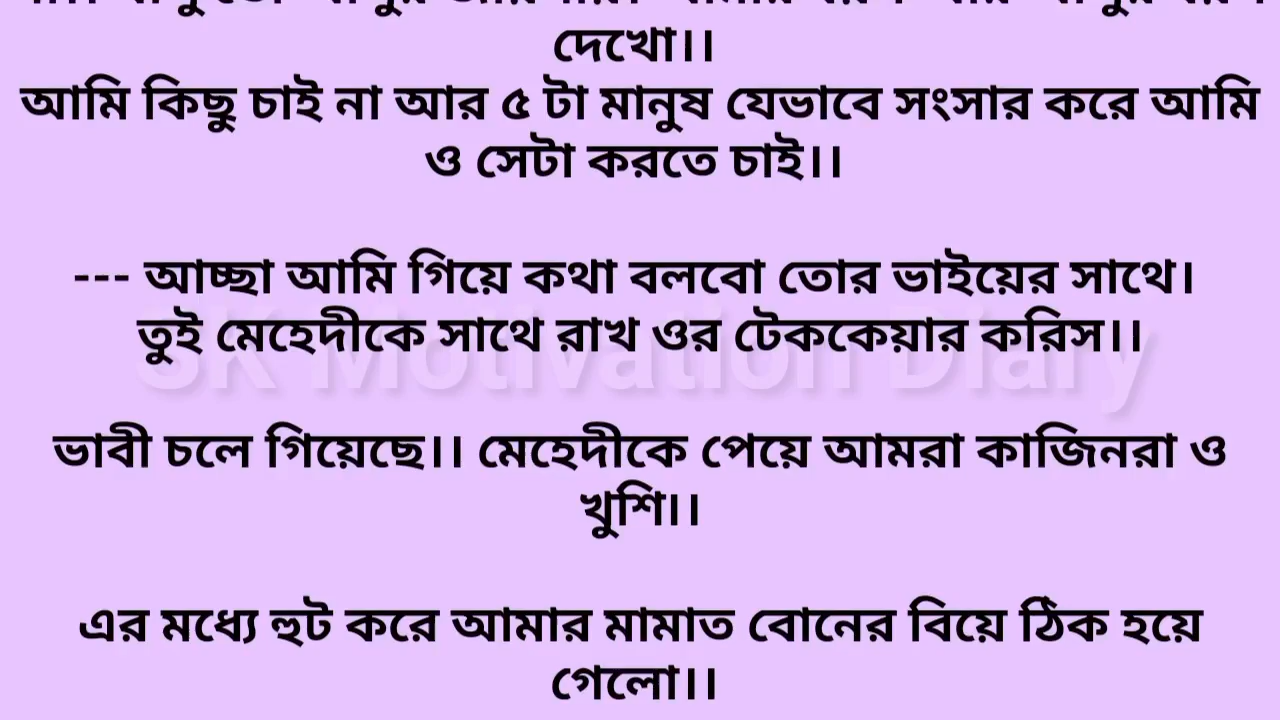 দেখো।।
আমি কিছু চাই না আর ৫ টা মানুষ যেভাবে সংসার করে আমি
ও সেটা করতে চাই।।
--- আচ্ছা আমি গিয়ে কথা বলবো তোর ভাইয়ের সাথে।
তুই মেহেদীকে সাথে রাখ ওর টেককেয়ার করিস।।
SK Motivation Diary
ভাবী চলে গিয়েছে।। মেহেদীকে পেয়ে আমরা কাজিনরা ও
খুশি।।
এর মধ্যে হুট করে আমার মামাত বোনের বিয়ে ঠিক হয়ে
গেলো।।